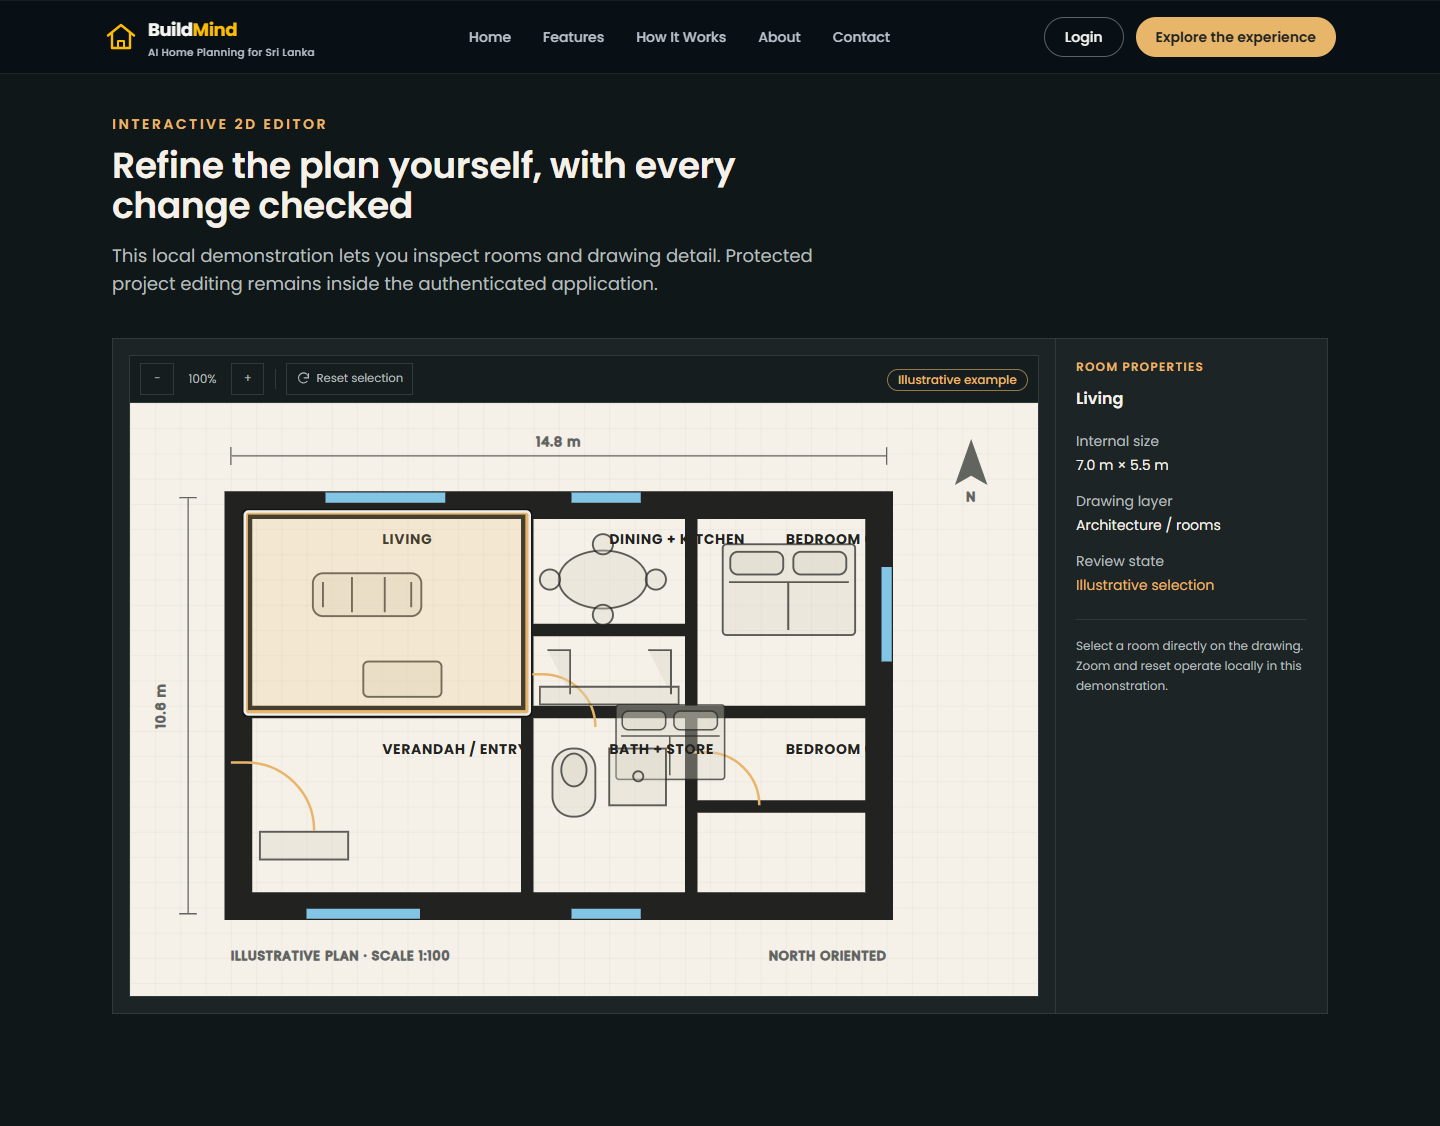 BuildMind
AI Home Planning for Sri Lanka
Home
Features
How It Works
About
Contact
Login
Explore the experience
INTERACTIVE 2D EDITOR
Refine the plan yourself, with every
change checked
This local demonstration lets you inspect rooms and drawing detail. Protected
project editing remains inside the authenticated application.
−
100%
+
Reset selection
Illustrative example
14.8 m
N
10.8 m
LIVING
DINING + KITCHEN
BEDROOM
VERANDAH / ENTRY
BATH + STORE
BEDROOM
ILLUSTRATIVE PLAN · SCALE 1:100
NORTH ORIENTED
ROOM PROPERTIES
Living
Internal size
7.0 m × 5.5 m
Drawing layer
Architecture / rooms
Review state
Illustrative selection
Select a room directly on the drawing.
Zoom and reset operate locally in this
demonstration.